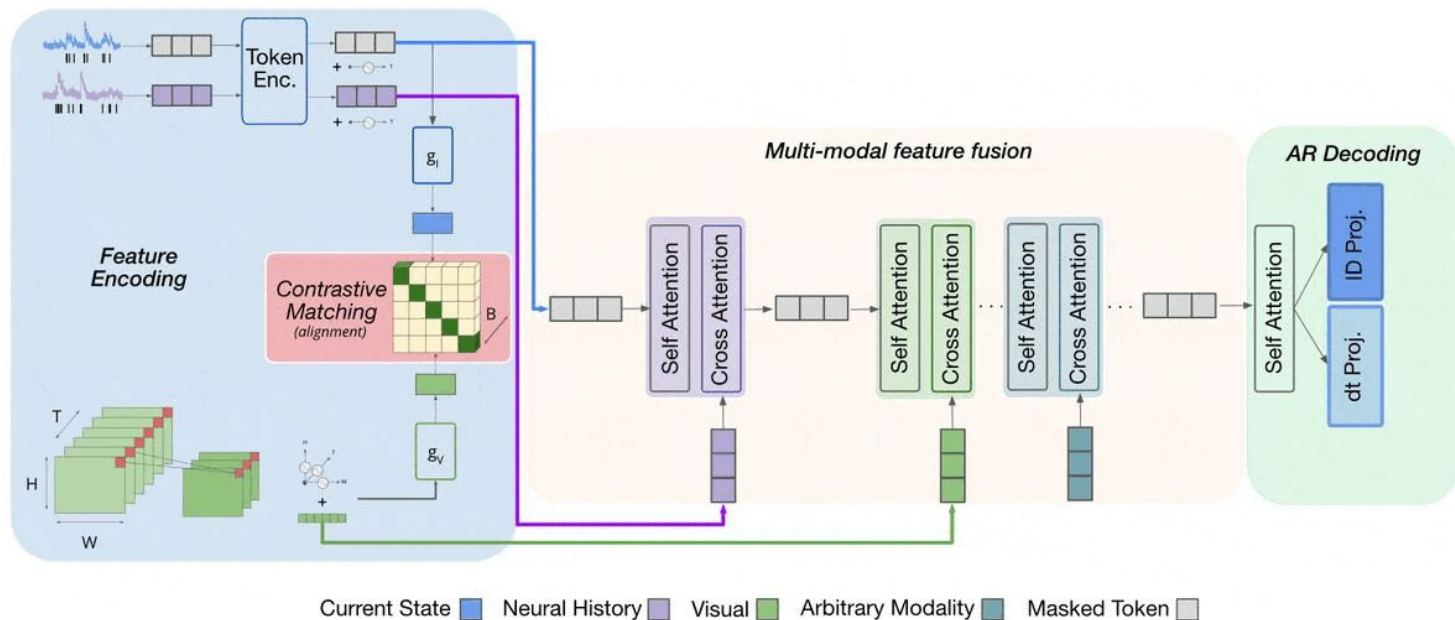 Token
Enc.
+
T
+
T
g_I
Feature
Encoding
Contrastive
Matching
(alignment)
B
T
H
W
H
T
W
+
g_V
Multi-modal feature fusion
Self Attention
Cross Attention
Self Attention
Cross Attention
Self Attention
Cross Attention
AR Decoding
Self Attention
ID Proj.
dt Proj.
Current State
Neural History
Visual
Arbitrary Modality
Masked Token